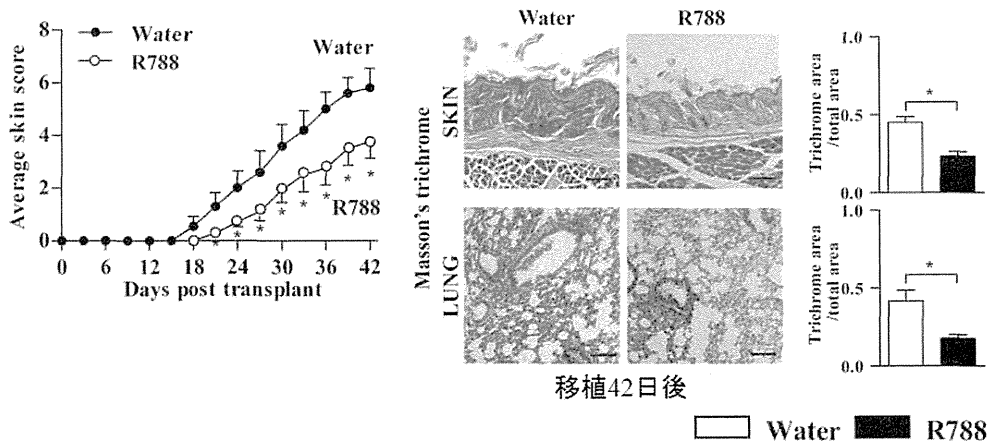 Water
R788
Average skin score
8
6
4
2
0
Water
R788
* * * * * * * *
0 6 12 18 24 30 36 42
Days post transplant
Masson's trichrome
Water R788
SKIN
LUNG
移植42日後
Trichrome area
/total area
1.0
0.5
0.0
*
Trichrome area
/total area
1.0
0.5
0.0
*
Water R788